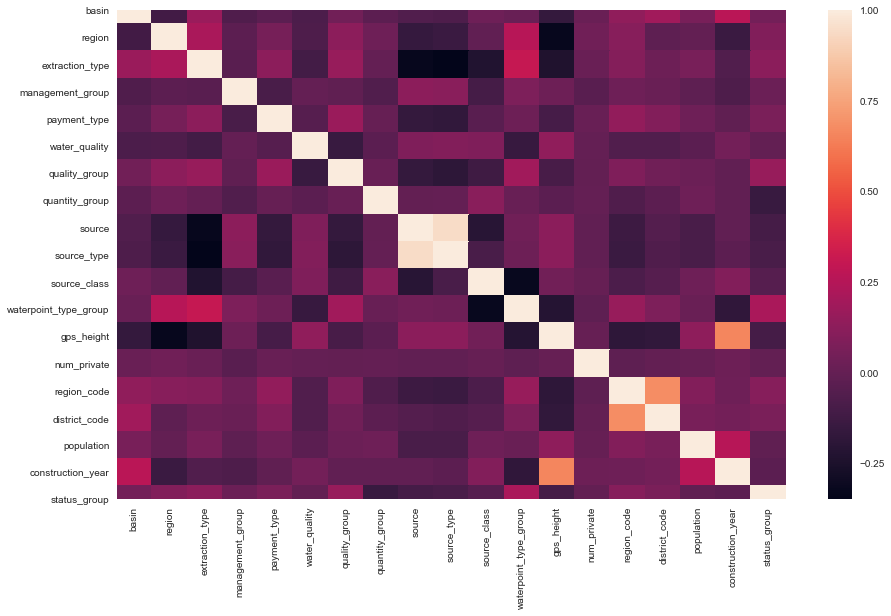 basin
region
extraction_type
management_group
payment_type
water_quality
quality_group
quantity_group
source
source_type
source_class
waterpoint_type_group
gps_height
num_private
region_code
district_code
population
construction_year
status_group
basin
region
extraction_type
management_group
payment_type
water_quality
quality_group
quantity_group
source
source_type
source_class
waterpoint_type_group
gps_height
num_private
region_code
district_code
population
construction_year
status_group
1.00
0.75
0.50
0.25
0.00
−0.25